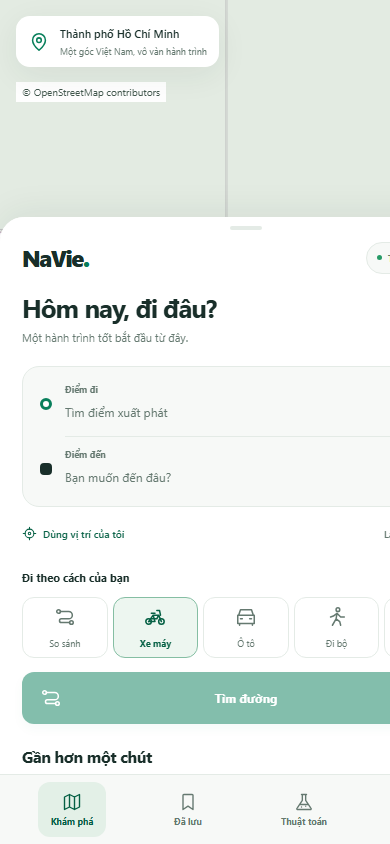 Thành phố Hồ Chí Minh
Một góc Việt Nam, vô vàn hành trình
© OpenStreetMap contributors
NaVie.
Hôm nay, đi đâu?
Một hành trình tốt bắt đầu từ đây.
Điểm đi
Tìm điểm xuất phát
Điểm đến
Bạn muốn đến đâu?
Dùng vị trí của tôi
Đi theo cách của bạn
So sánh
Xe máy
Ô tô
Đi bộ
Tìm đường
Gần hơn một chút
Khám phá
Đã lưu
Thuật toán